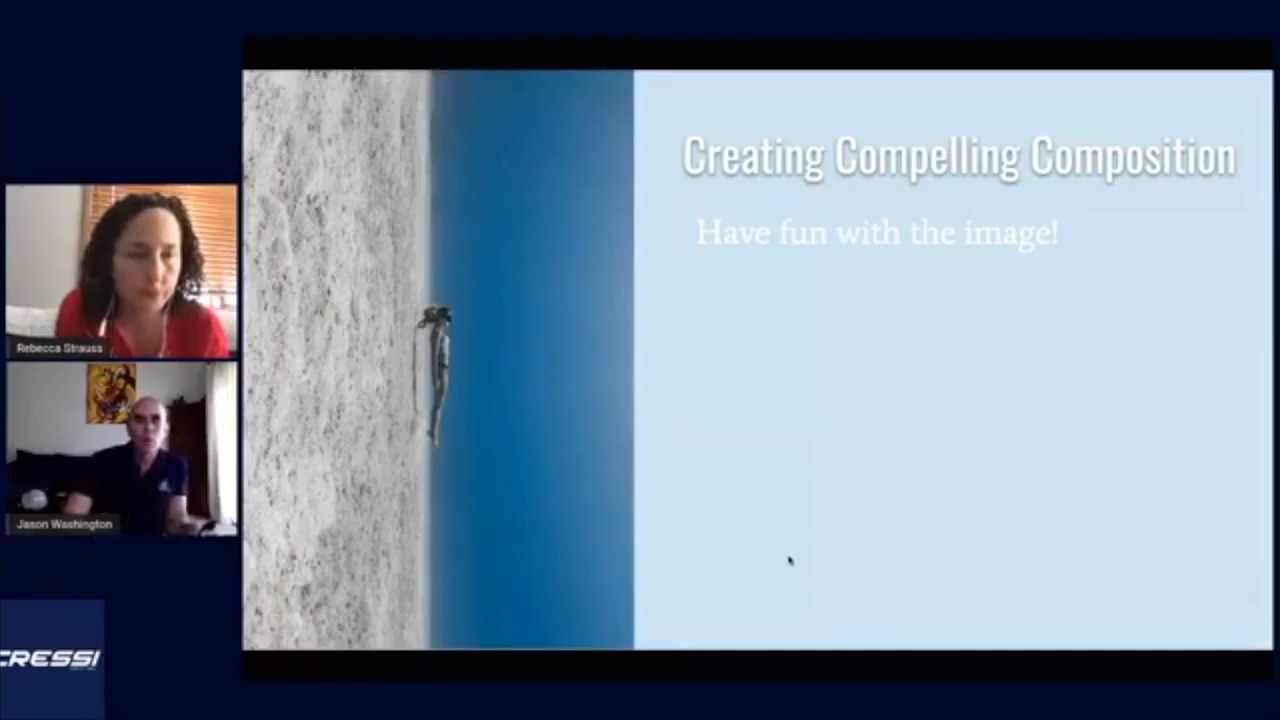 Creating Compelling Composition
Have fun with the image!
Rebecca Strauss
Jason Washington
CRESSI